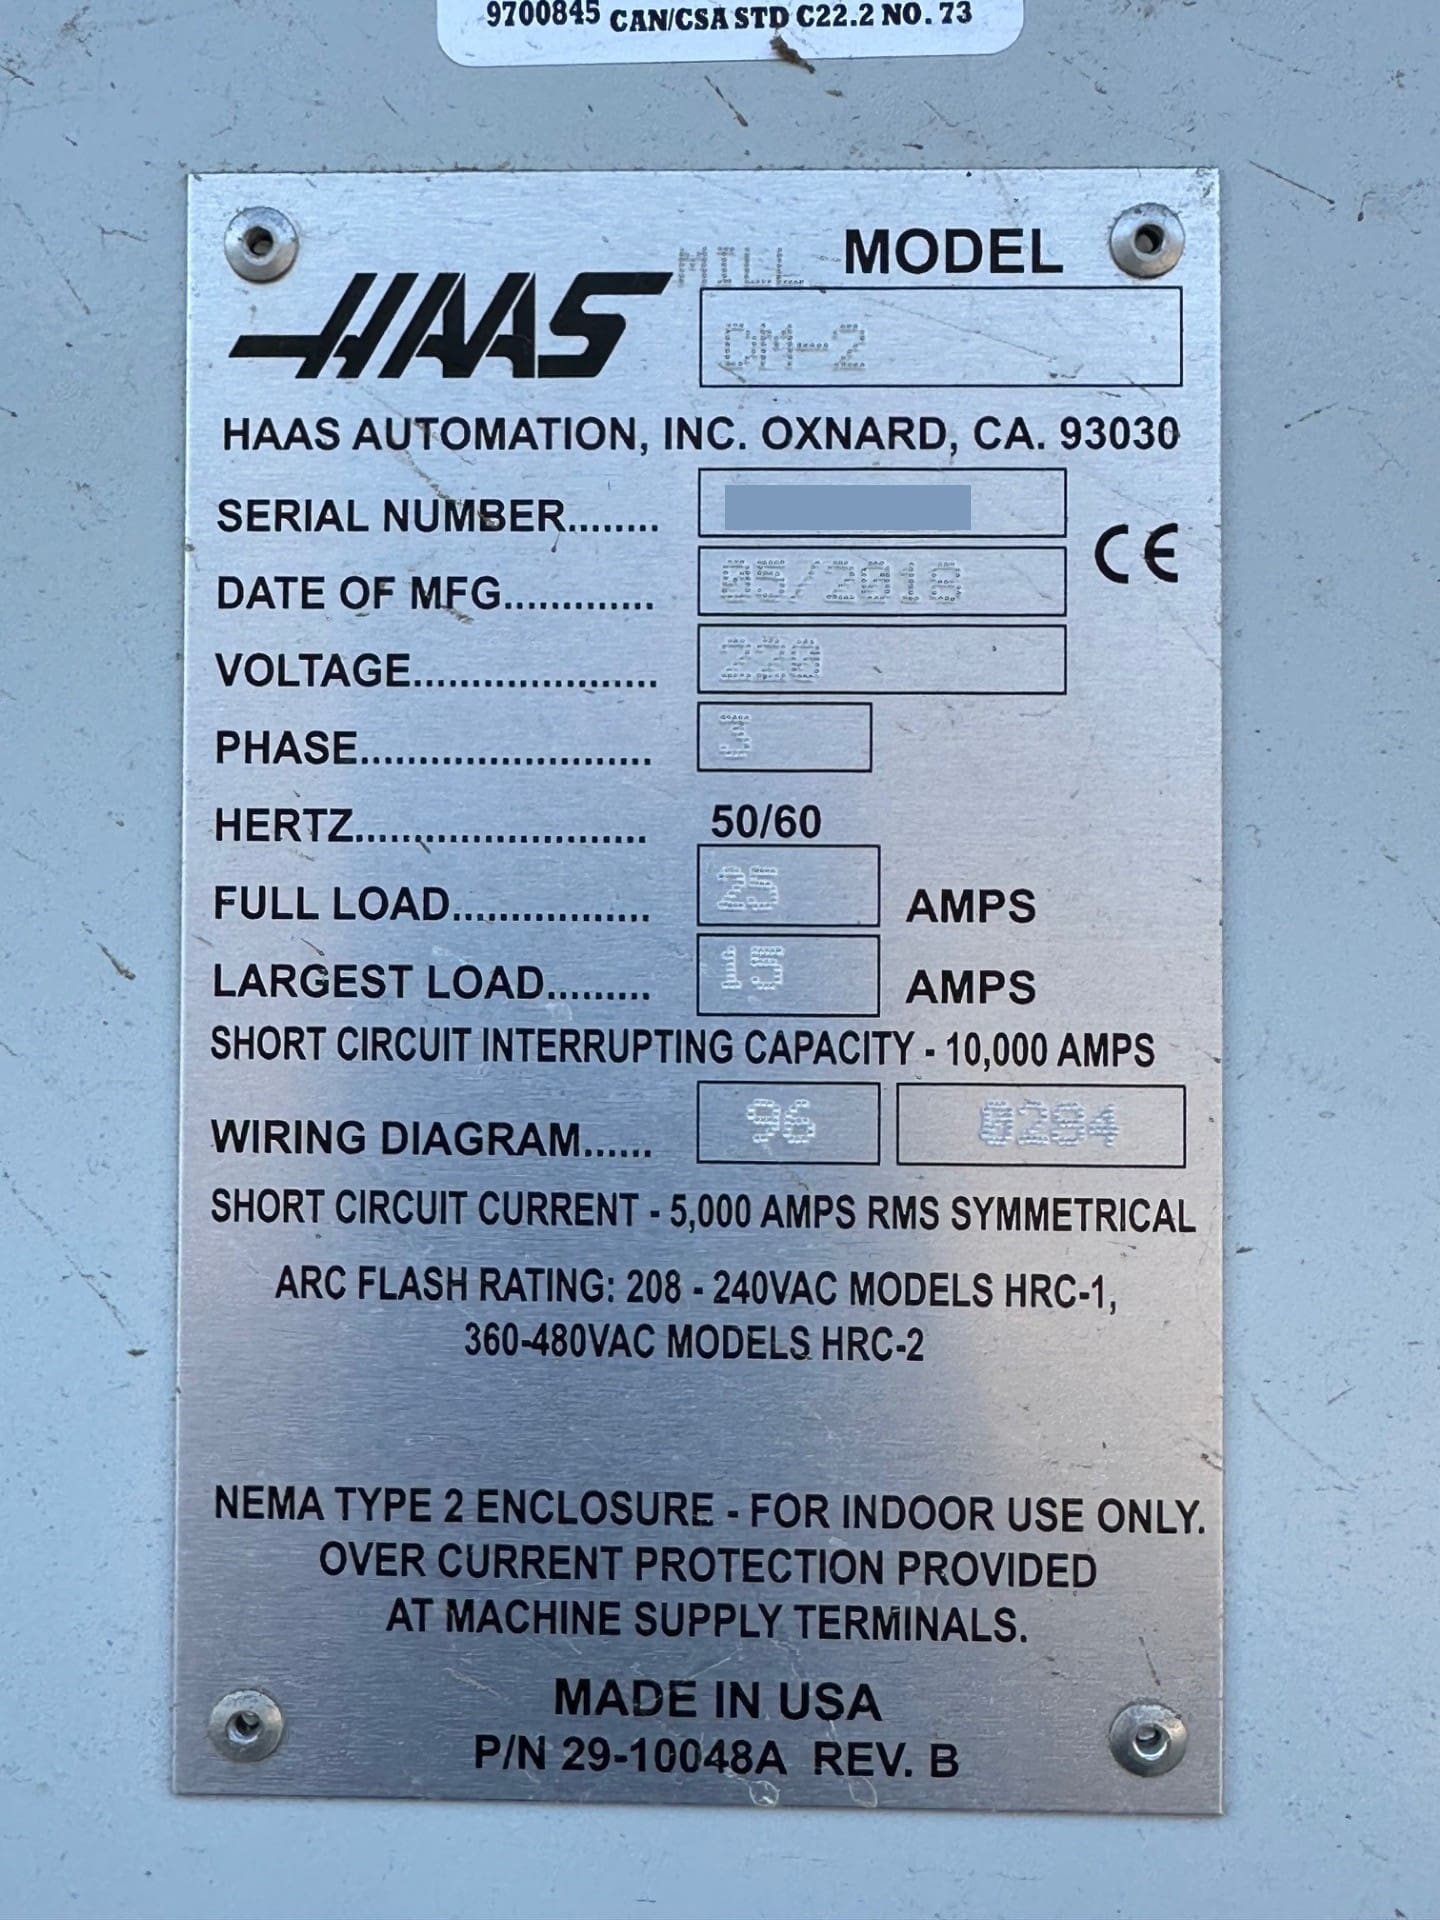 9700845 CAN/CSA STD C22.2 NO. 73
MILL - MODEL
HAAS
DM-2
HAAS AUTOMATION, INC. OXNARD, CA. 93030
SERIAL NUMBER........
DATE OF MFG............. 05/2018
CE
VOLTAGE..................... 220
PHASE......................... 3
HERTZ......................... 50/60
FULL LOAD................. 25 AMPS
LARGEST LOAD......... 15 AMPS
SHORT CIRCUIT INTERRUPTING CAPACITY - 10,000 AMPS
WIRING DIAGRAM...... 96 0284
SHORT CIRCUIT CURRENT - 5,000 AMPS RMS SYMMETRICAL
ARC FLASH RATING: 208 - 240VAC MODELS HRC-1,
360-480VAC MODELS HRC-2
NEMA TYPE 2 ENCLOSURE - FOR INDOOR USE ONLY.
OVER CURRENT PROTECTION PROVIDED
AT MACHINE SUPPLY TERMINALS.
MADE IN USA
P/N 29-10048A REV. B